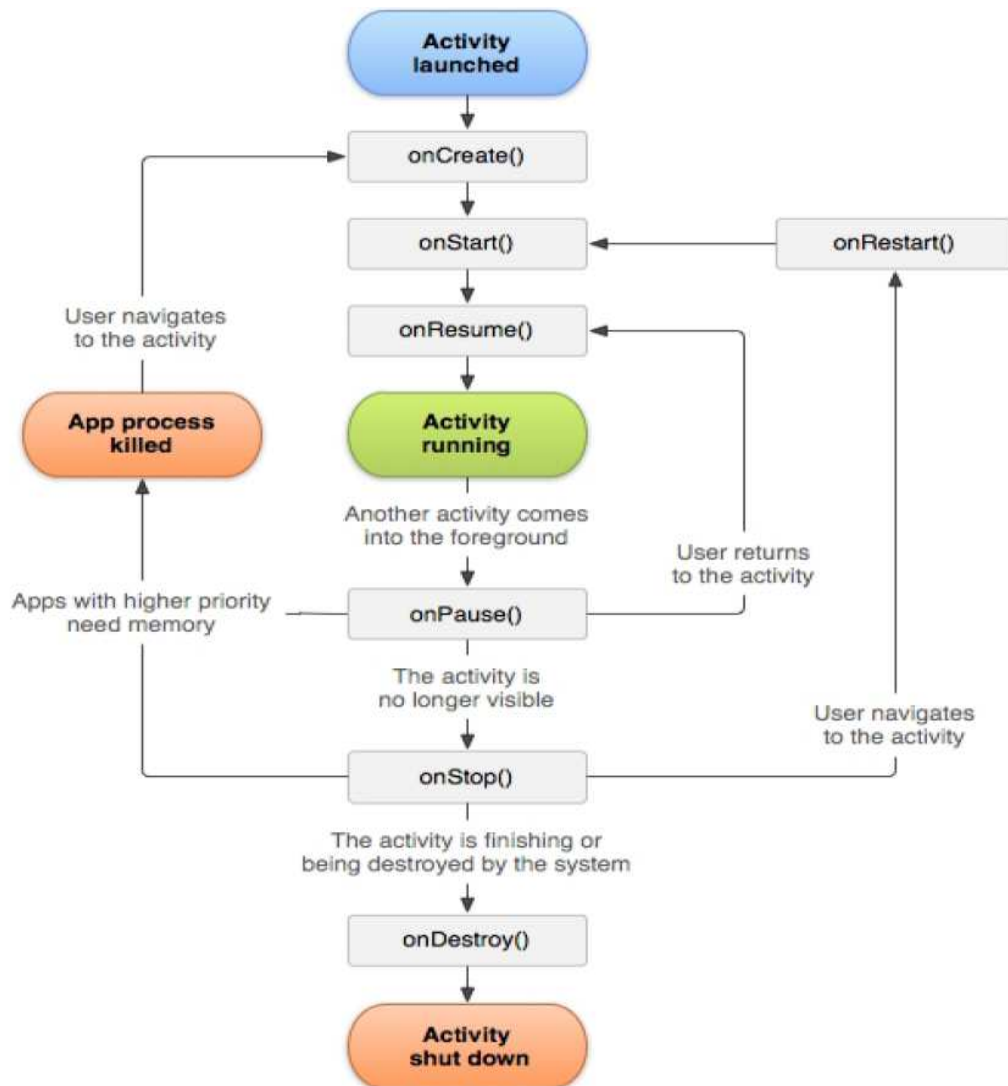 Activity
launched
onCreate()
onStart()
onRestart()
User navigates
to the activity
onResume()
App process
killed
Activity
running
Another activity comes
into the foreground
User returns
to the activity
Apps with higher priority
need memory
onPause()
The activity is
no longer visible
User navigates
to the activity
onStop()
The activity is finishing or
being destroyed by the system
onDestroy()
Activity
shut down